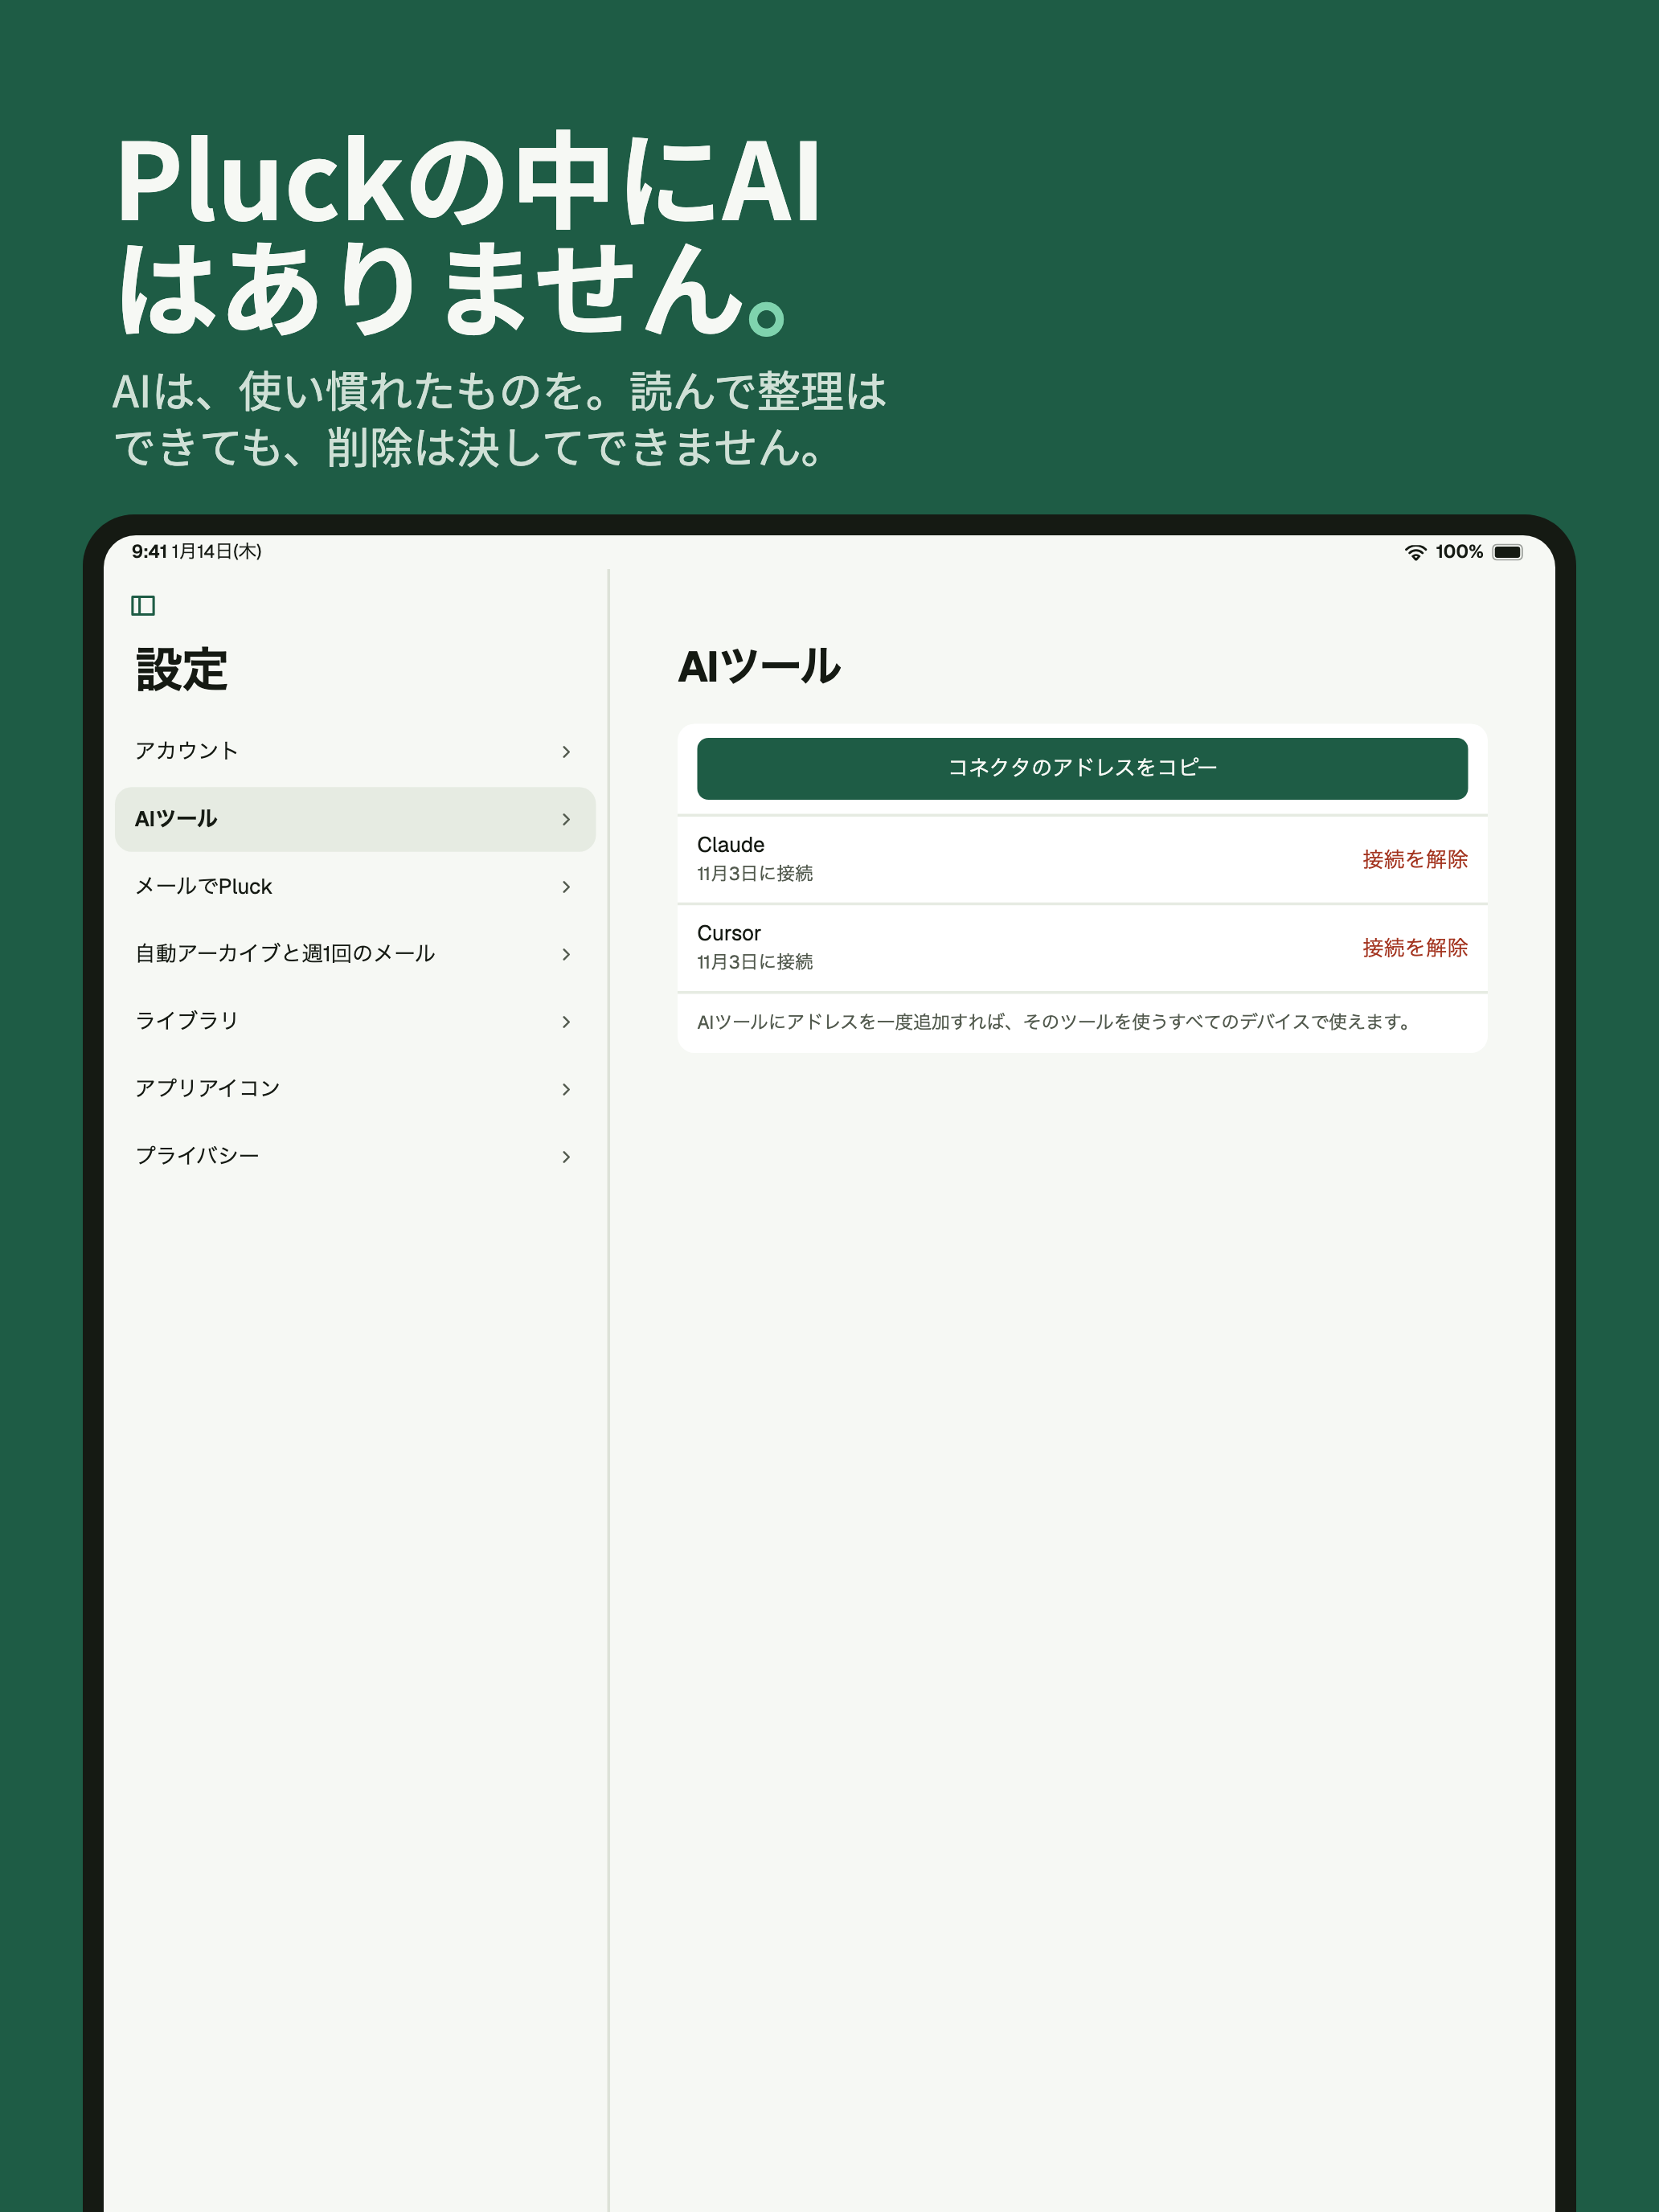 Pluckの中にAI
はありません。
AIは、使い慣れたものを。読んで整理は
できても、削除は決してできません。
9:41 1月14日(木)
100%
設定
アカウント
AIツール
メールでPluck
自動アーカイブと週1回のメール
ライブラリ
アプリアイコン
プライバシー
AIツール
コネクタのアドレスをコピー
Claude
11月3日に接続
接続を解除
Cursor
11月3日に接続
接続を解除
AIツールにアドレスを一度追加すれば、そのツールを使うすべてのデバイスで使えます。